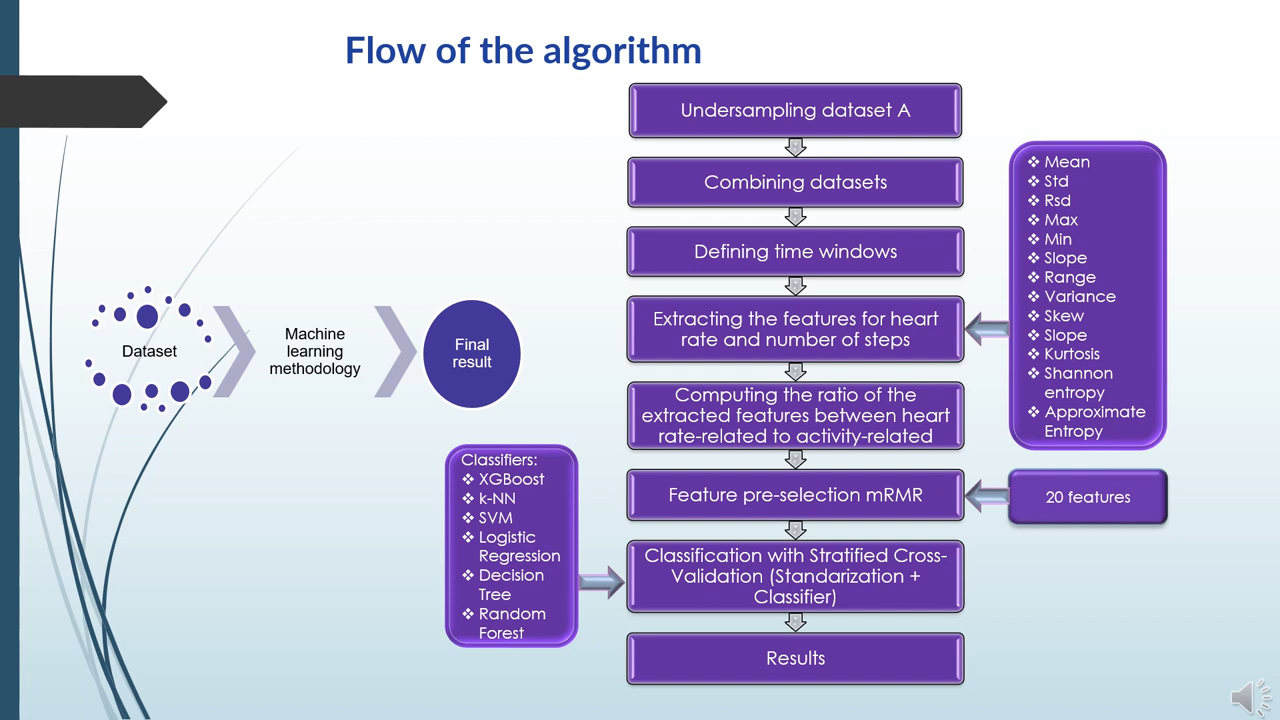 Flow of the algorithm
Dataset
Machine
learning
methodology
Final
result
Undersampling dataset A
Combining datasets
Defining time windows
Extracting the features for heart
rate and number of steps
Computing the ratio of the
extracted features between heart
rate-related to activity-related
Feature pre-selection mRMR
Classification with Stratified Cross-
Validation (Standarization +
Classifier)
Results
❖ Mean
❖ Std
❖ Rsd
❖ Max
❖ Min
❖ Slope
❖ Range
❖ Variance
❖ Skew
❖ Slope
❖ Kurtosis
❖ Shannon
entropy
❖ Approximate
Entropy
20 features
Classifiers:
❖ XGBoost
❖ k-NN
❖ SVM
❖ Logistic
Regression
❖ Decision
Tree
❖ Random
Forest